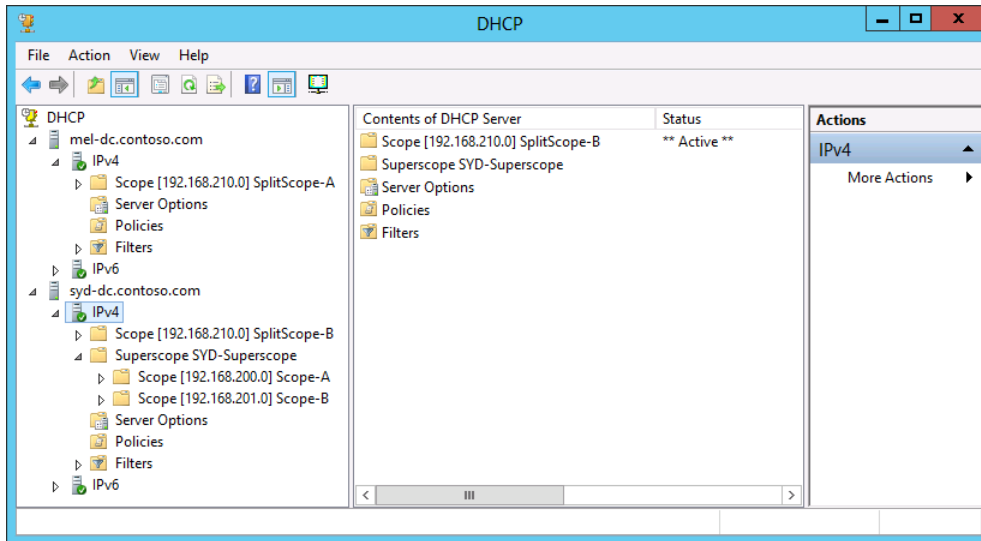 DHCP
File Action View Help
DHCP
mel-dc.contoso.com
IPv4
Scope [192.168.210.0] SplitScope-A
Server Options
Policies
Filters
IPv6
syd-dc.contoso.com
IPv4
Scope [192.168.210.0] SplitScope-B
Superscope SYD-Superscope
Scope [192.168.200.0] Scope-A
Scope [192.168.201.0] Scope-B
Server Options
Policies
Filters
IPv6
Contents of DHCP Server Status
Scope [192.168.210.0] SplitScope-B ** Active **
Superscope SYD-Superscope
Server Options
Policies
Filters
Actions
IPv4
More Actions